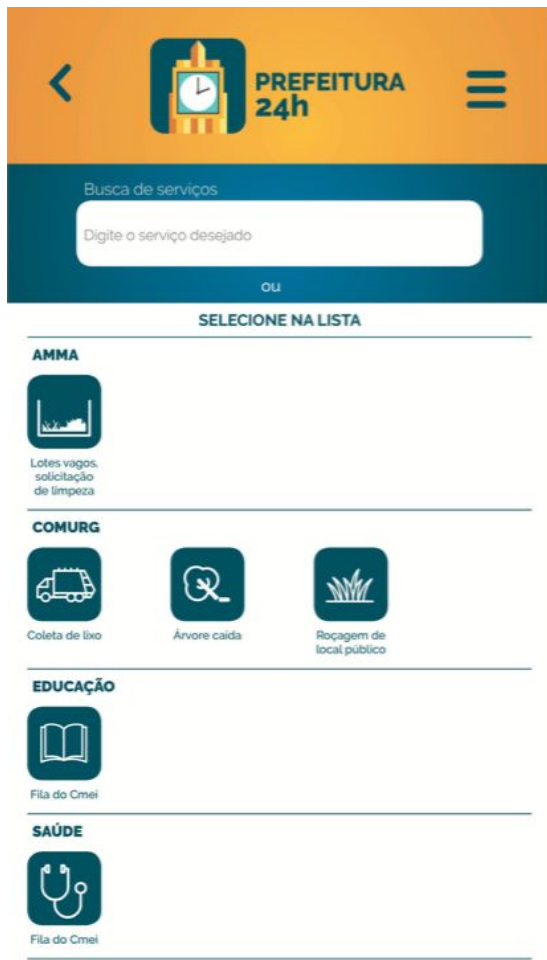 PREFEITURA
24h
Busca de serviços
Digite o serviço desejado
ou
SELECIONE NA LISTA
AMMA
Lotes vagos,
solicitação
de limpeza
COMURG
Coleta de lixo
Árvore caída
Roçagem de
local público
EDUCAÇÃO
Fila do Cmei
SAÚDE
Fila do Cmei